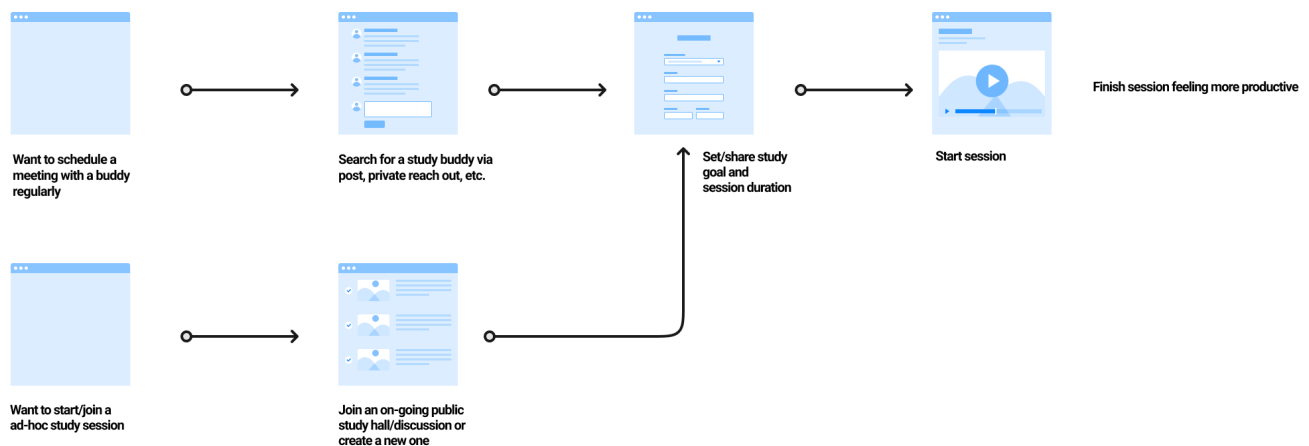 Want to schedule a
meeting with a buddy
regularly
Search for a study buddy via
post, private reach out, etc.
Set/share study
goal and
session duration
Start session
Finish session feeling more productive
Want to start/join a
ad-hoc study session
Join an on-going public
study hall/discussion or
create a new one